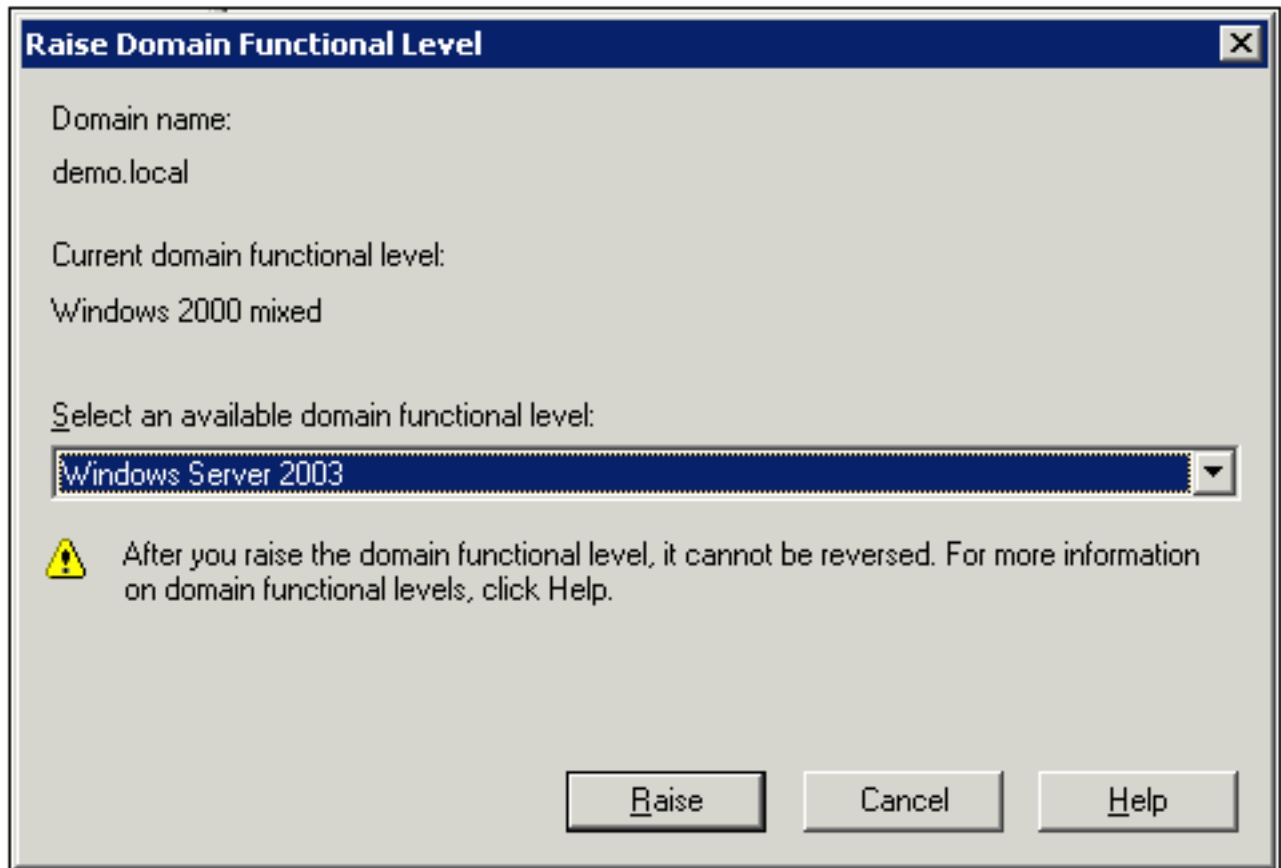 Raise Domain Functional Level
Domain name:
demo.local
Current domain functional level:
Windows 2000 mixed
Select an available domain functional level:
Windows Server 2003
After you raise the domain functional level, it cannot be reversed. For more information
on domain functional levels, click Help.
Raise Cancel Help